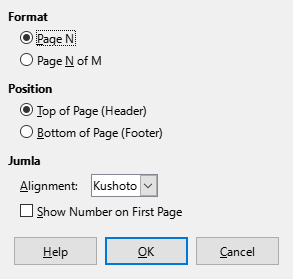 Format
Page N
Page N of M
Position
Top of Page (Header)
Bottom of Page (Footer)
Jumla
Alignment: Kushoto
Show Number on First Page
Help OK Cancel